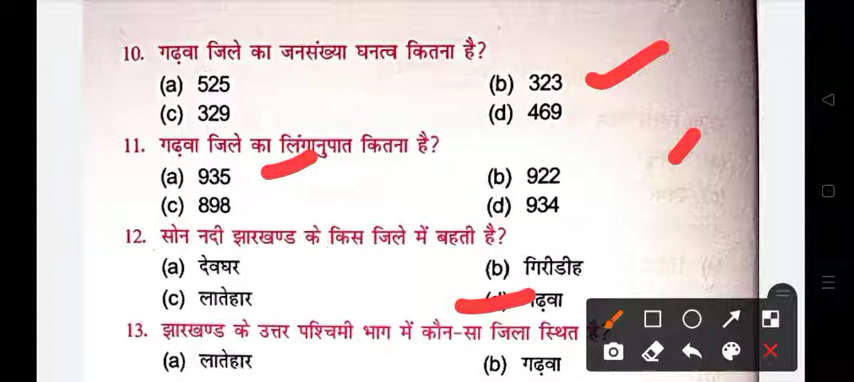 10. गढ़वा जिले का जनसंख्या घनत्व कितना है?
(a) 525 (b) 323
(c) 329 (d) 469
11. गढ़वा जिले का लिंगानुपात कितना है?
(a) 935 (b) 922
(c) 898 (d) 934
12. सोन नदी झारखण्ड के किस जिले में बहती है?
(a) देवघर (b) गिरीडीह
(c) लातेहार
13. झारखण्ड के उत्तर पश्चिमी भाग में कौन-सा जिला स्थित है?
(a) लातेहार (b) गढ़वा